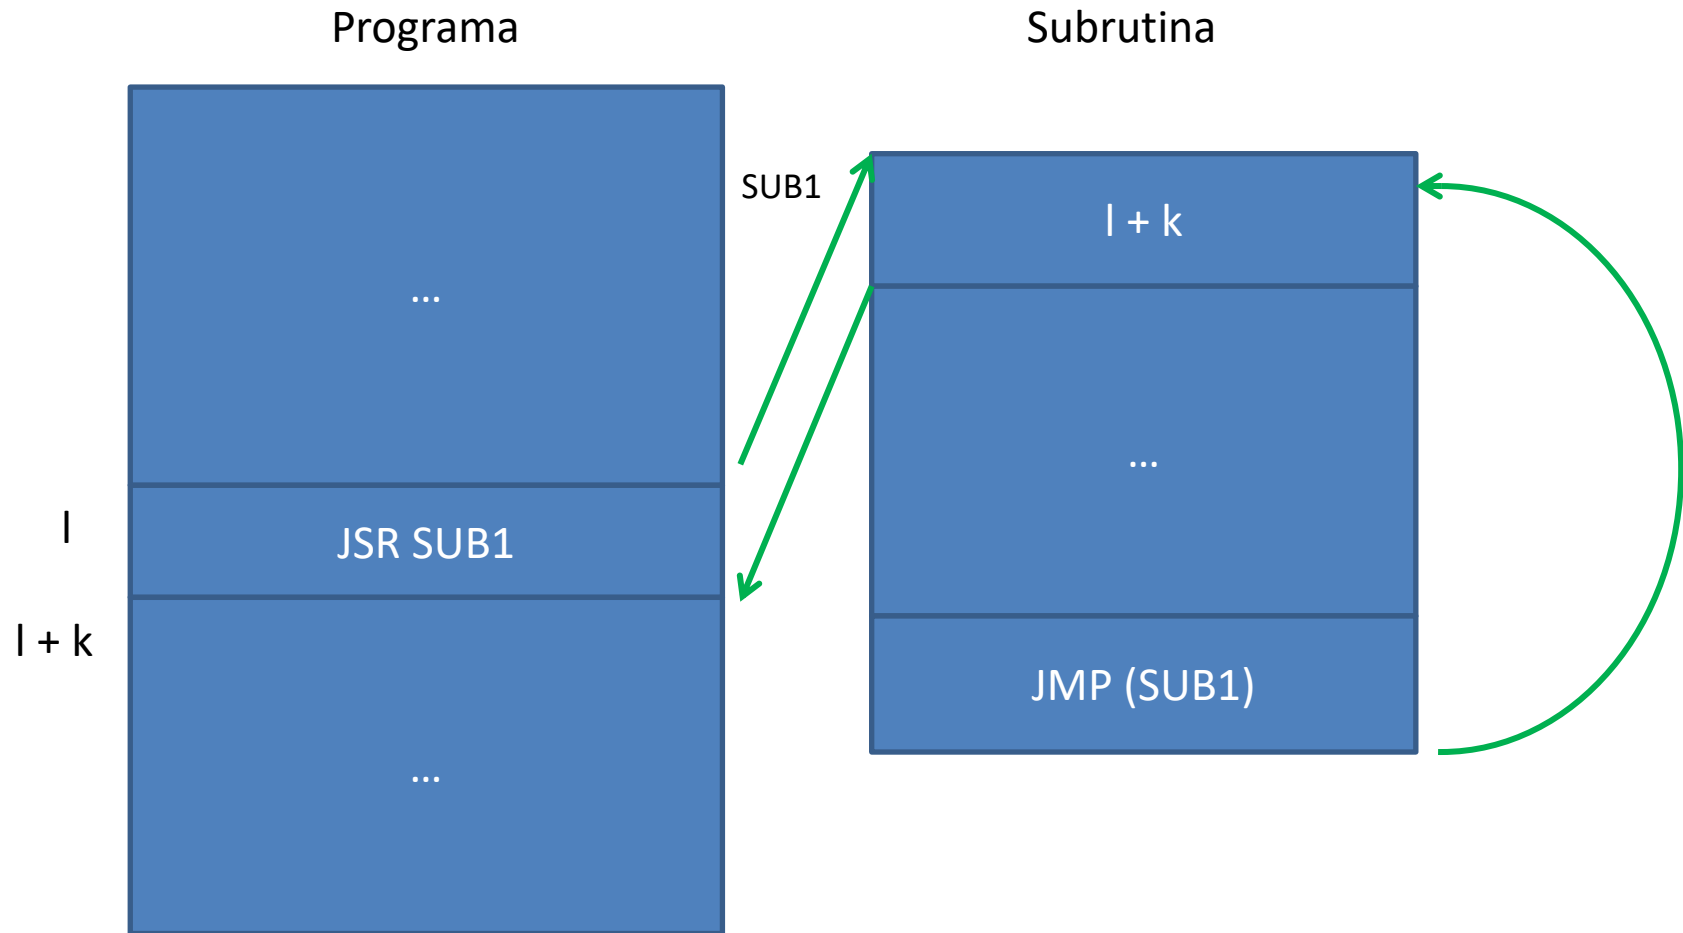 Programa
Subrutina
SUB1
l + k
...
...
l
JSR SUB1
l + k
JMP (SUB1)
...